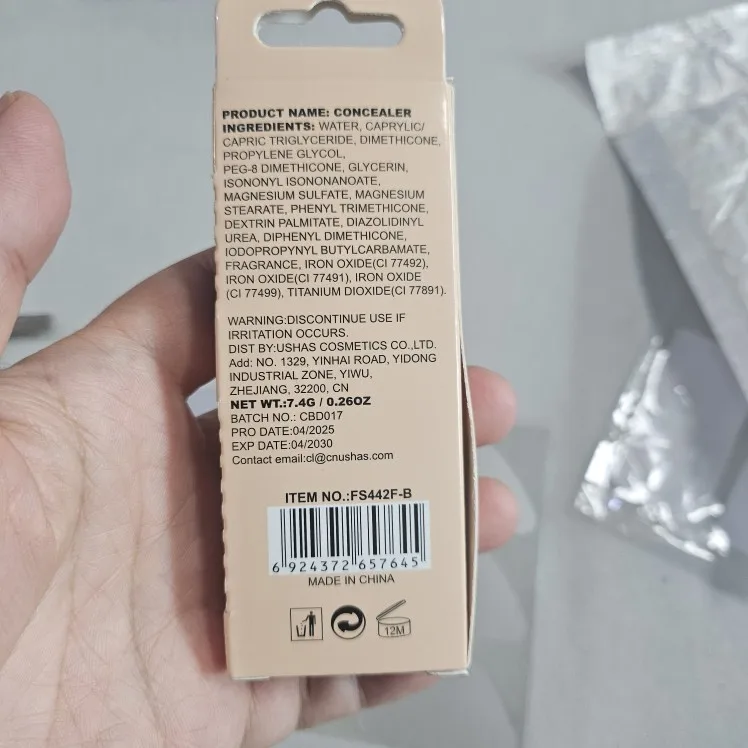 PRODUCT NAME: CONCEALER
INGREDIENTS: WATER, CAPRYLIC/
CAPRIC TRIGLYCERIDE, DIMETHICONE,
PROPYLENE GLYCOL,
PEG-8 DIMETHICONE, GLYCERIN,
ISONONYL ISONONANOATE,
MAGNESIUM SULFATE, MAGNESIUM
STEARATE, PHENYL TRIMETHICONE,
DEXTRIN PALMITATE, DIAZOLIDINYL
UREA, DIPHENYL DIMETHICONE,
IODOPROPYNYL BUTYLCARBAMATE,
FRAGRANCE, IRON OXIDE(CI 77492),
IRON OXIDE(CI 77491), IRON OXIDE
(CI 77499), TITANIUM DIOXIDE(CI 77891).
WARNING:DISCONTINUE USE IF
IRRITATION OCCURS.
DIST BY:USHAS COSMETICS CO.,LTD.
Add: NO. 1329, YINHAI ROAD, YIDONG
INDUSTRIAL ZONE, YIWU,
ZHEJIANG, 32200, CN
NET WT.:7.4G / 0.26OZ
BATCH NO.: CBD017
PRO DATE:04/2025
EXP DATE:04/2030
Contact email:cl@cnushas.com
ITEM NO.:FS442F-B
6 924372 657645
MADE IN CHINA
12M